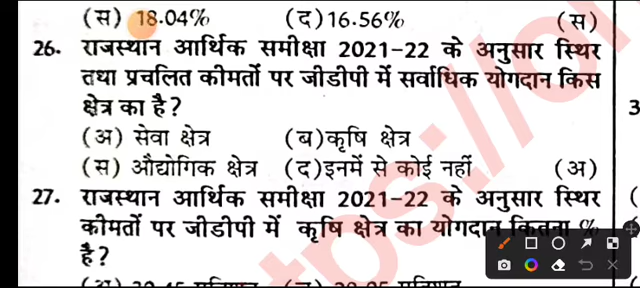 (स) 18.04% (द) 16.56% (स)
26. राजस्थान आर्थिक समीक्षा 2021-22 के अनुसार स्थिर
तथा प्रचलित कीमतों पर जीडीपी में सर्वाधिक योगदान किस
क्षेत्र का है?
(अ) सेवा क्षेत्र (ब) कृषि क्षेत्र
(स) औद्योगिक क्षेत्र (द) इनमें से कोई नहीं (अ)
3
27. राजस्थान आर्थिक समीक्षा 2021-22 के अनुसार स्थिर
कीमतों पर जीडीपी में कृषि क्षेत्र का योगदान कितना %
है?